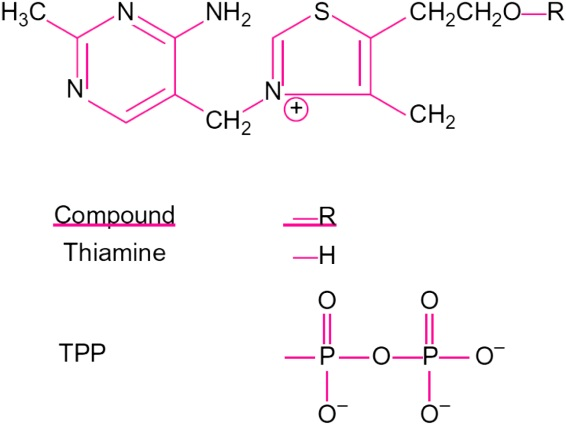 H₃C N NH₂ S CH₂CH₂O—R
N N
CH₂ + CH₂
Compound —R
Thiamine —H
O O
TPP —P—O—P—O⁻
O⁻ O⁻